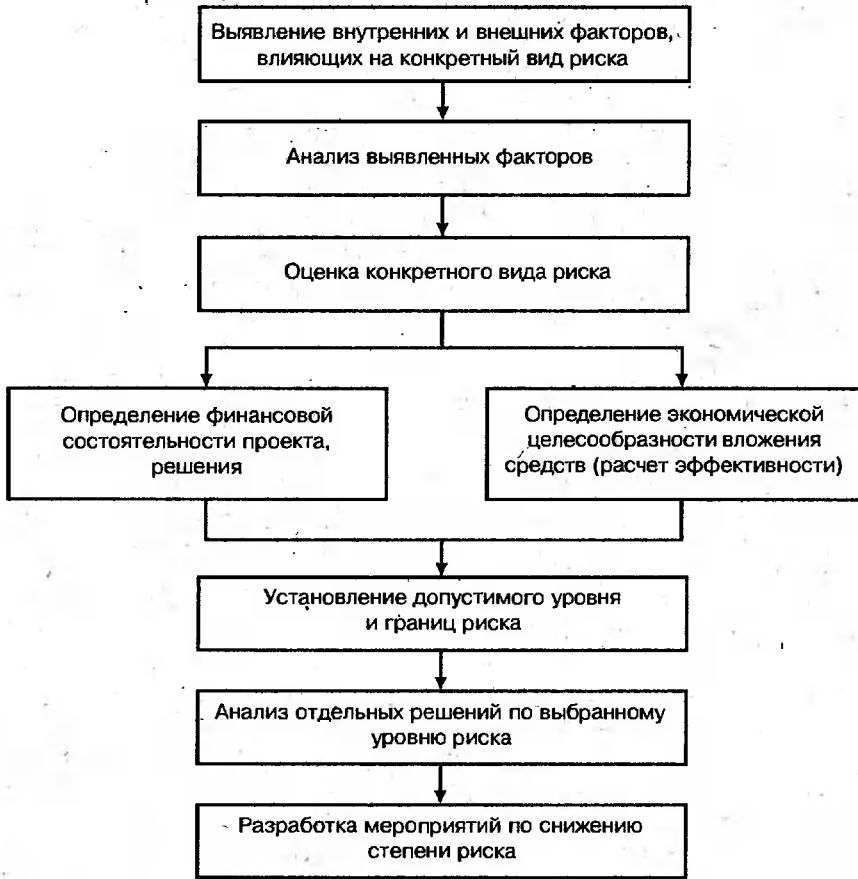 Выявление внутренних и внешних факторов,
влияющих на конкретный вид риска
Анализ выявленных факторов
Оценка конкретного вида риска
Определение финансовой
состоятельности проекта,
решения
Определение экономической
целесообразности вложения
средств (расчет эффективности)
Установление допустимого уровня
и границ риска
Анализ отдельных решений по выбранному
уровню риска
Разработка мероприятий по снижению
степени риска